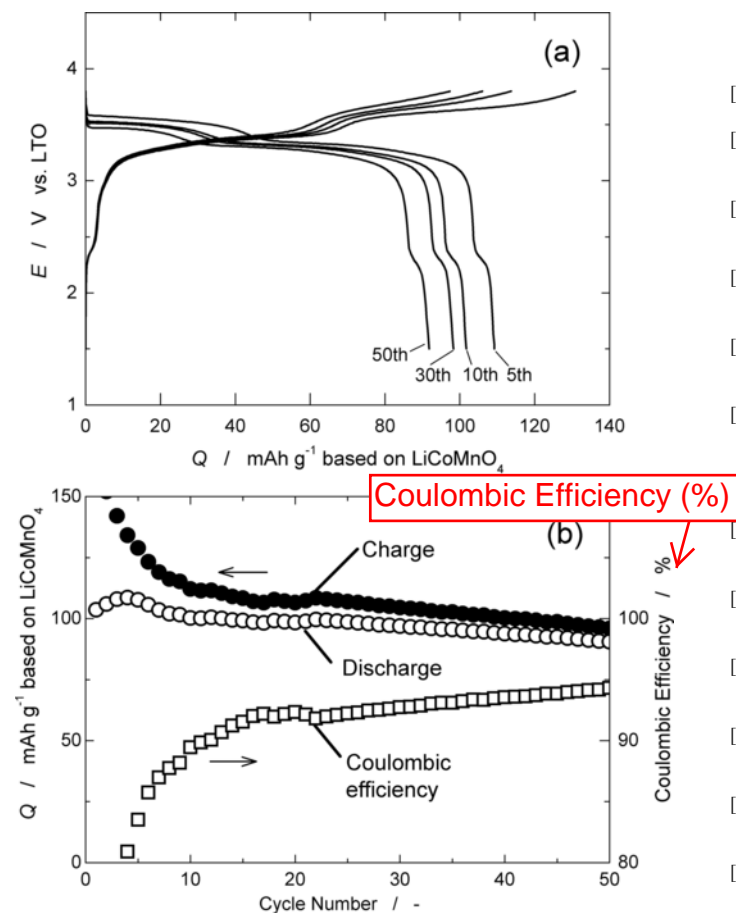 (a)
4
3
2
1
E / V vs. LTO
50th
30th
10th
5th
0
20
40
60
80
100
120
140
Q / mAh g⁻¹ based on LiCoMnO₄
[
[
[
[
[
[
Coulombic Efficiency (%)
(b)
150
100
50
0
Q / mAh g⁻¹ based on LiCoMnO₄
Charge
Discharge
Coulombic
efficiency
100
90
80
Coulombic Efficiency / %
0
10
20
30
40
50
Cycle Number / -
[
[
[
[
[
[